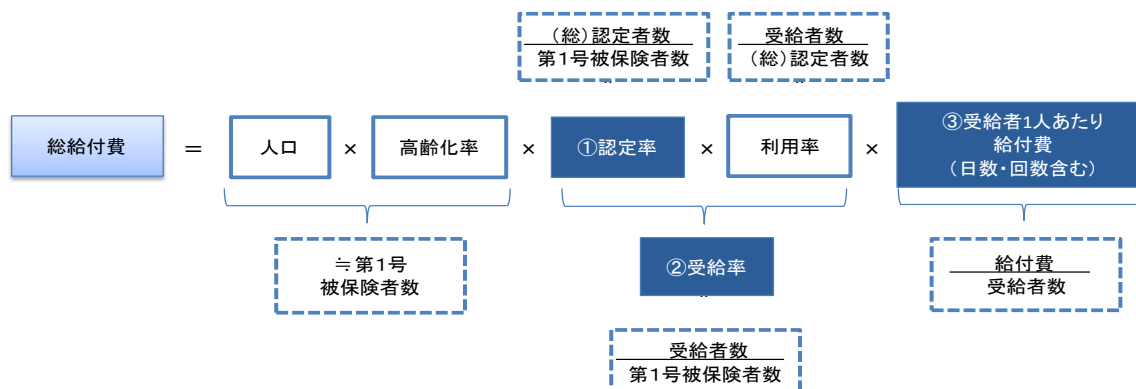 (総)認定者数
第1号被保険者数
受給者数
(総)認定者数
総給付費
=
人口
×
高齢化率
×
①認定率
×
利用率
×
③受給者1人あたり
給付費
(日数・回数含む)
≒第1号
被保険者数
②受給率
給付費
受給者数
受給者数
第1号被保険者数